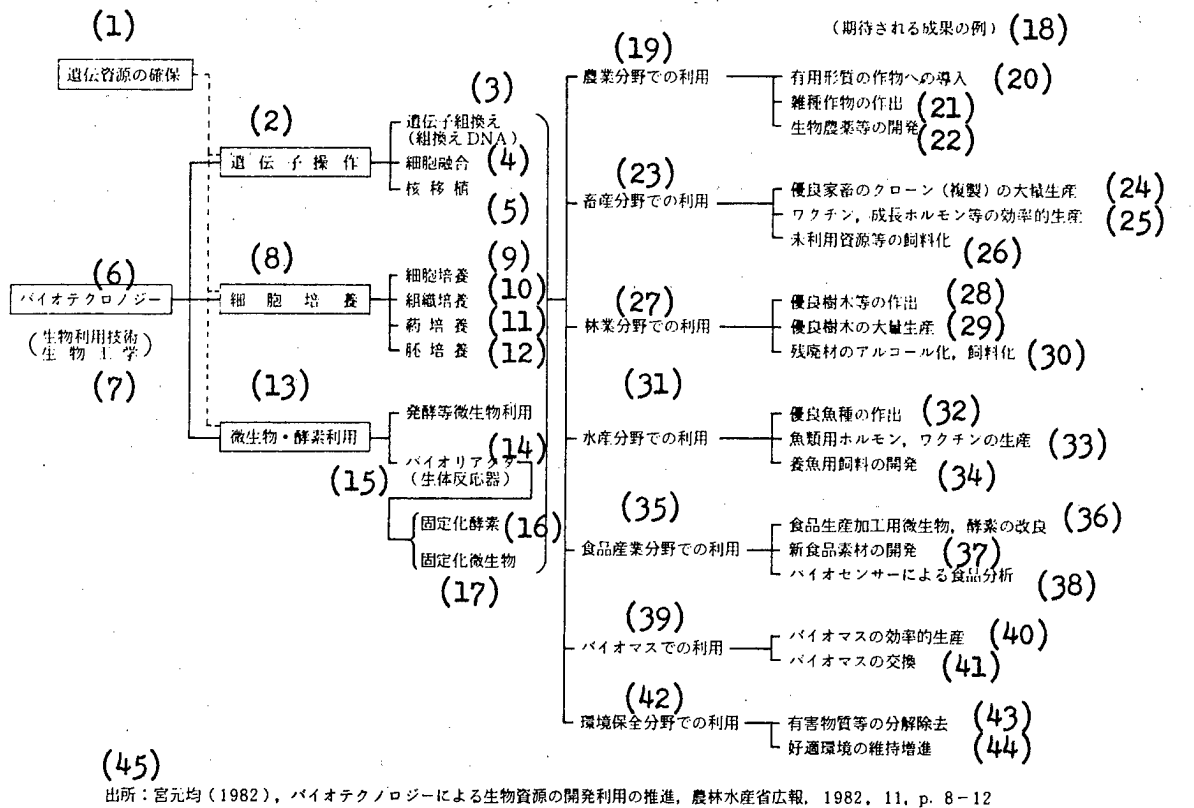 (1)
遺伝資源の確保
(2)
遺伝子操作
(3)
遺伝子組換え
(組換えDNA)
細胞融合 (4)
核移植
(5)
(6)
バイオテクロノジー
(生物利用技術
生物工学)
(7)
(8)
細胞培養
(9)
細胞培養
組織培養 (10)
葯培養 (11)
胚培養 (12)
(13)
微生物・酵素利用
発酵等微生物利用
(14)
バイオリアクター
(生体反応器)
(15)
固定化酵素 (16)
固定化微生物
(17)
(期待される成果の例) (18)
(19)
農業分野での利用
有用形質の作物への導入 (20)
雑種作物の作出 (21)
生物農薬等の開発 (22)
(23)
畜産分野での利用
優良家畜のクローン(複製)の大量生産 (24)
ワクチン,成長ホルモン等の効率的生産 (25)
未利用資源等の飼料化 (26)
(27)
林業分野での利用
優良樹木等の作出 (28)
優良樹木の大量生産 (29)
残廃材のアルコール化,飼料化 (30)
(31)
水産分野での利用
優良魚種の作出 (32)
魚類用ホルモン,ワクチンの生産 (33)
養魚用飼料の開発 (34)
(35)
食品産業分野での利用
食品生産加工用微生物,酵素の改良 (36)
新食品素材の開発 (37)
バイオセンサーによる食品分析 (38)
(39)
バイオマスでの利用
バイオマスの効率的生産 (40)
バイオマスの交換 (41)
(42)
環境保全分野での利用
有害物質等の分解除去 (43)
好適環境の維持増進 (44)
(45)
出所:宮元均(1982),バイオテクノロジーによる生物資源の開発利用の推進,農林水産省広報,1982,11,p.8-12